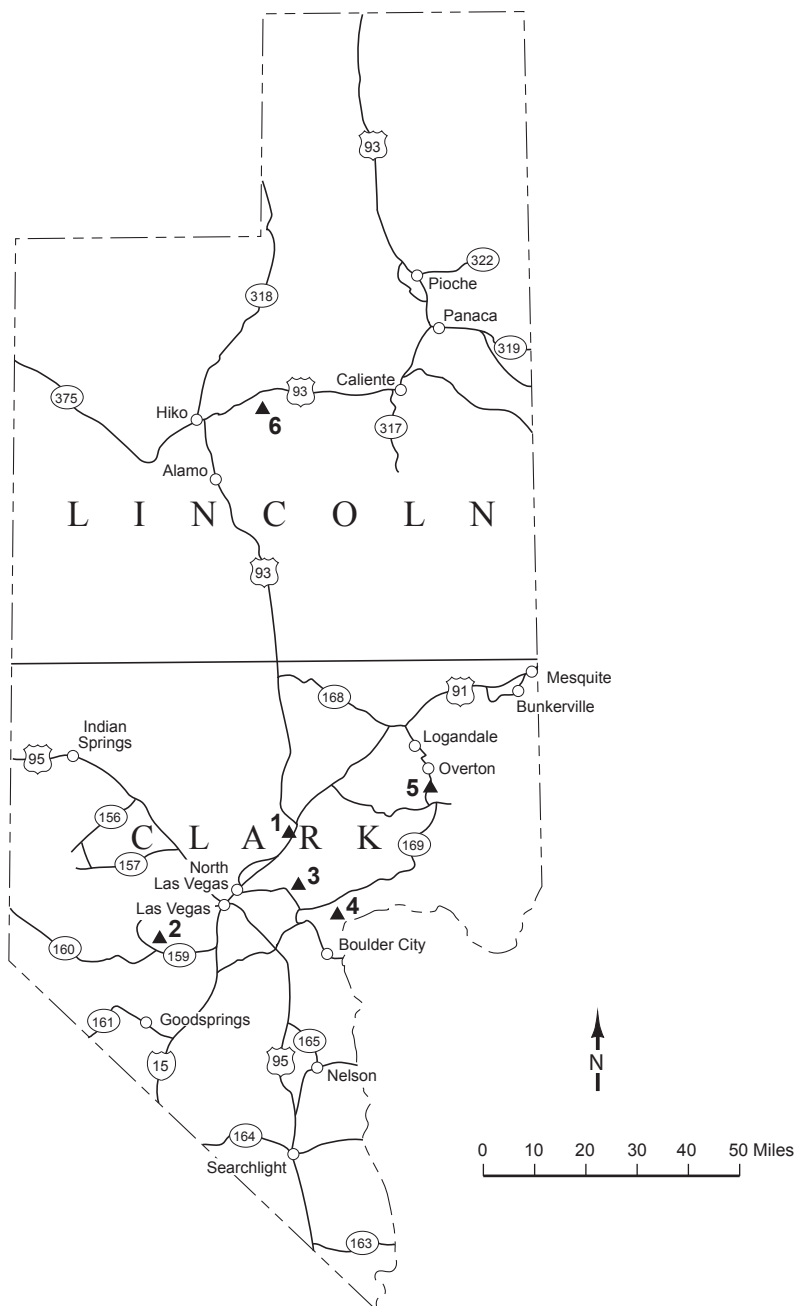 93
322
Pioche
318
Panaca
319
Caliente
93
375
Hiko
6
317
Alamo
LINCOLN
93
Mesquite
168
91
Bunkerville
Indian
Springs
Logandale
95
Overton
5
156
1
CLARK
169
157
North
Las Vegas
3
Las Vegas
4
2
160
159
Boulder City
161
Goodsprings
165
15
95
N
Nelson
164
0 10 20 30 40 50 Miles
Searchlight
163